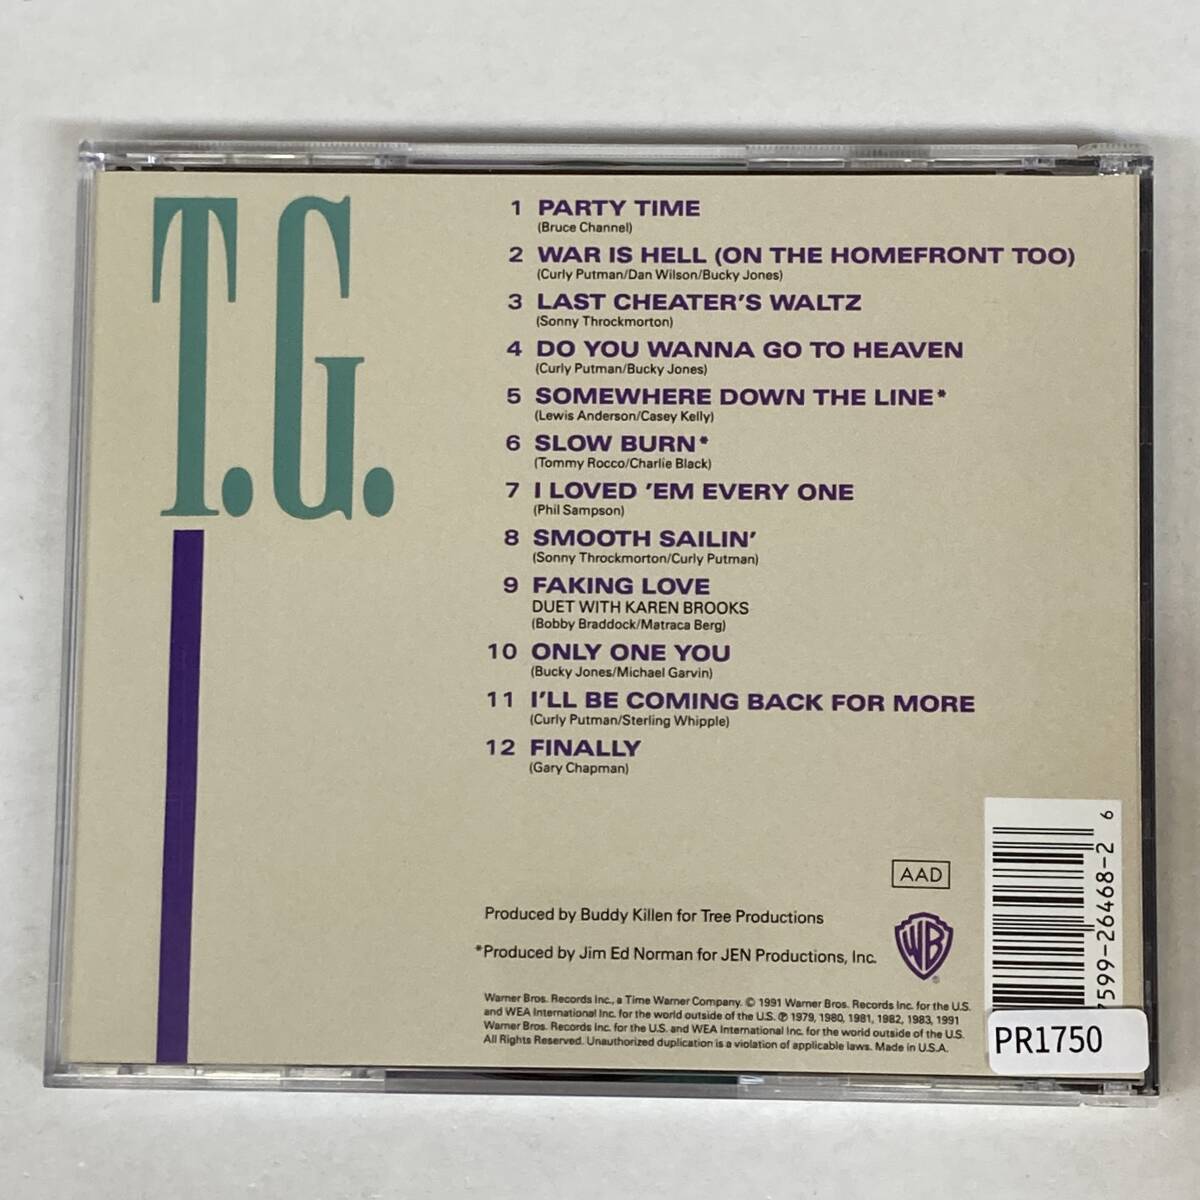 T.G.
1 PARTY TIME
(Bruce Channel)
2 WAR IS HELL (ON THE HOMEFRONT TOO)
(Curly Putman/Dan Wilson/Bucky Jones)
3 LAST CHEATER'S WALTZ
(Sonny Throckmorton)
4 DO YOU WANNA GO TO HEAVEN
(Curly Putman/Bucky Jones)
5 SOMEWHERE DOWN THE LINE*
(Lewis Anderson/Casey Kelly)
6 SLOW BURN*
(Tommy Rocco/Charlie Black)
7 I LOVED 'EM EVERY ONE
(Phil Sampson)
8 SMOOTH SAILIN'
(Sonny Throckmorton/Curly Putman)
9 FAKING LOVE
DUET WITH KAREN BROOKS
(Bobby Braddock/Matraca Berg)
10 ONLY ONE YOU
(Bucky Jones/Michael Garvin)
11 I'LL BE COMING BACK FOR MORE
(Curly Putman/Sterling Whipple)
12 FINALLY
(Gary Chapman)
AAD
Produced by Buddy Killen for Tree Productions
*Produced by Jim Ed Norman for JEN Productions, Inc.
WB
®
Warner Bros. Records Inc., a Time Warner Company. © 1991 Warner Bros. Records Inc. for the U.S.
and WEA International Inc. for the world outside of the U.S. ℗ 1979, 1980, 1981, 1982, 1983, 1991
Warner Bros. Records Inc. for the U.S. and WEA International Inc. for the world outside of the U.S.
All Rights Reserved. Unauthorized duplication is a violation of applicable laws. Made in U.S.A.
7599-26468-2 6
PR1750